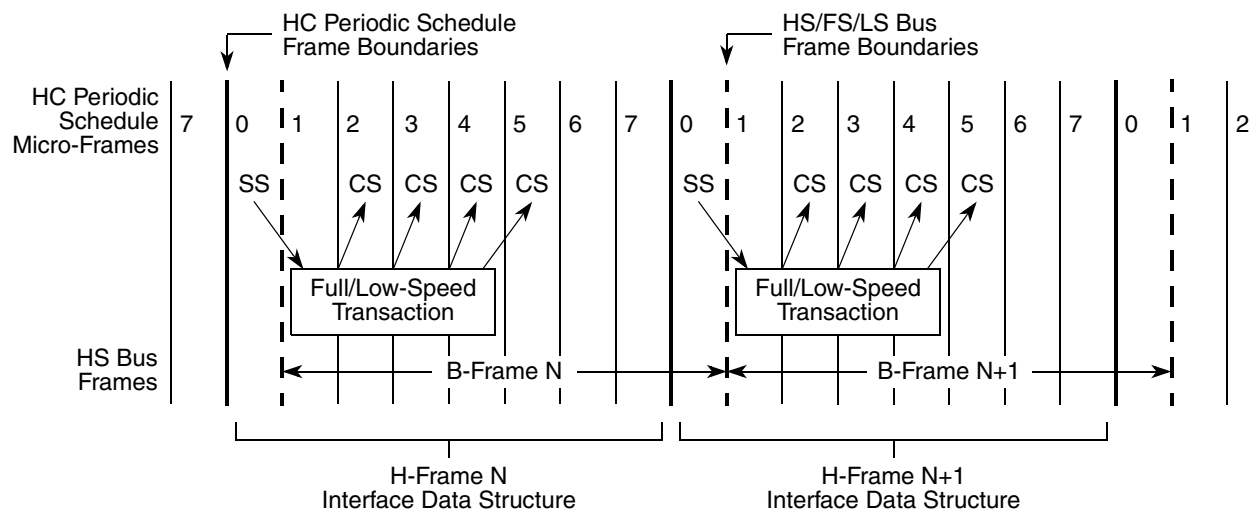 HC Periodic Schedule
Frame Boundaries
HS/FS/LS Bus
Frame Boundaries
HC Periodic
Schedule
Micro-Frames
7 0 1 2 3 4 5 6 7 0 1 2 3 4 5 6 7 0 1 2
SS CS CS CS CS SS CS CS CS CS
Full/Low-Speed
Transaction
Full/Low-Speed
Transaction
HS Bus
Frames
B-Frame N
B-Frame N+1
H-Frame N
Interface Data Structure
H-Frame N+1
Interface Data Structure